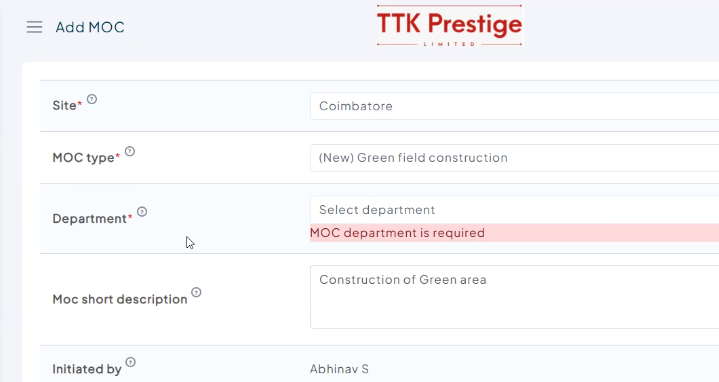 Add MOC
TTK Prestige
LIMITED
Site*
Coimbatore
MOC type*
(New) Green field construction
Department*
Select department
MOC department is required
Moc short description
Construction of Green area
Initiated by
Abhinav S